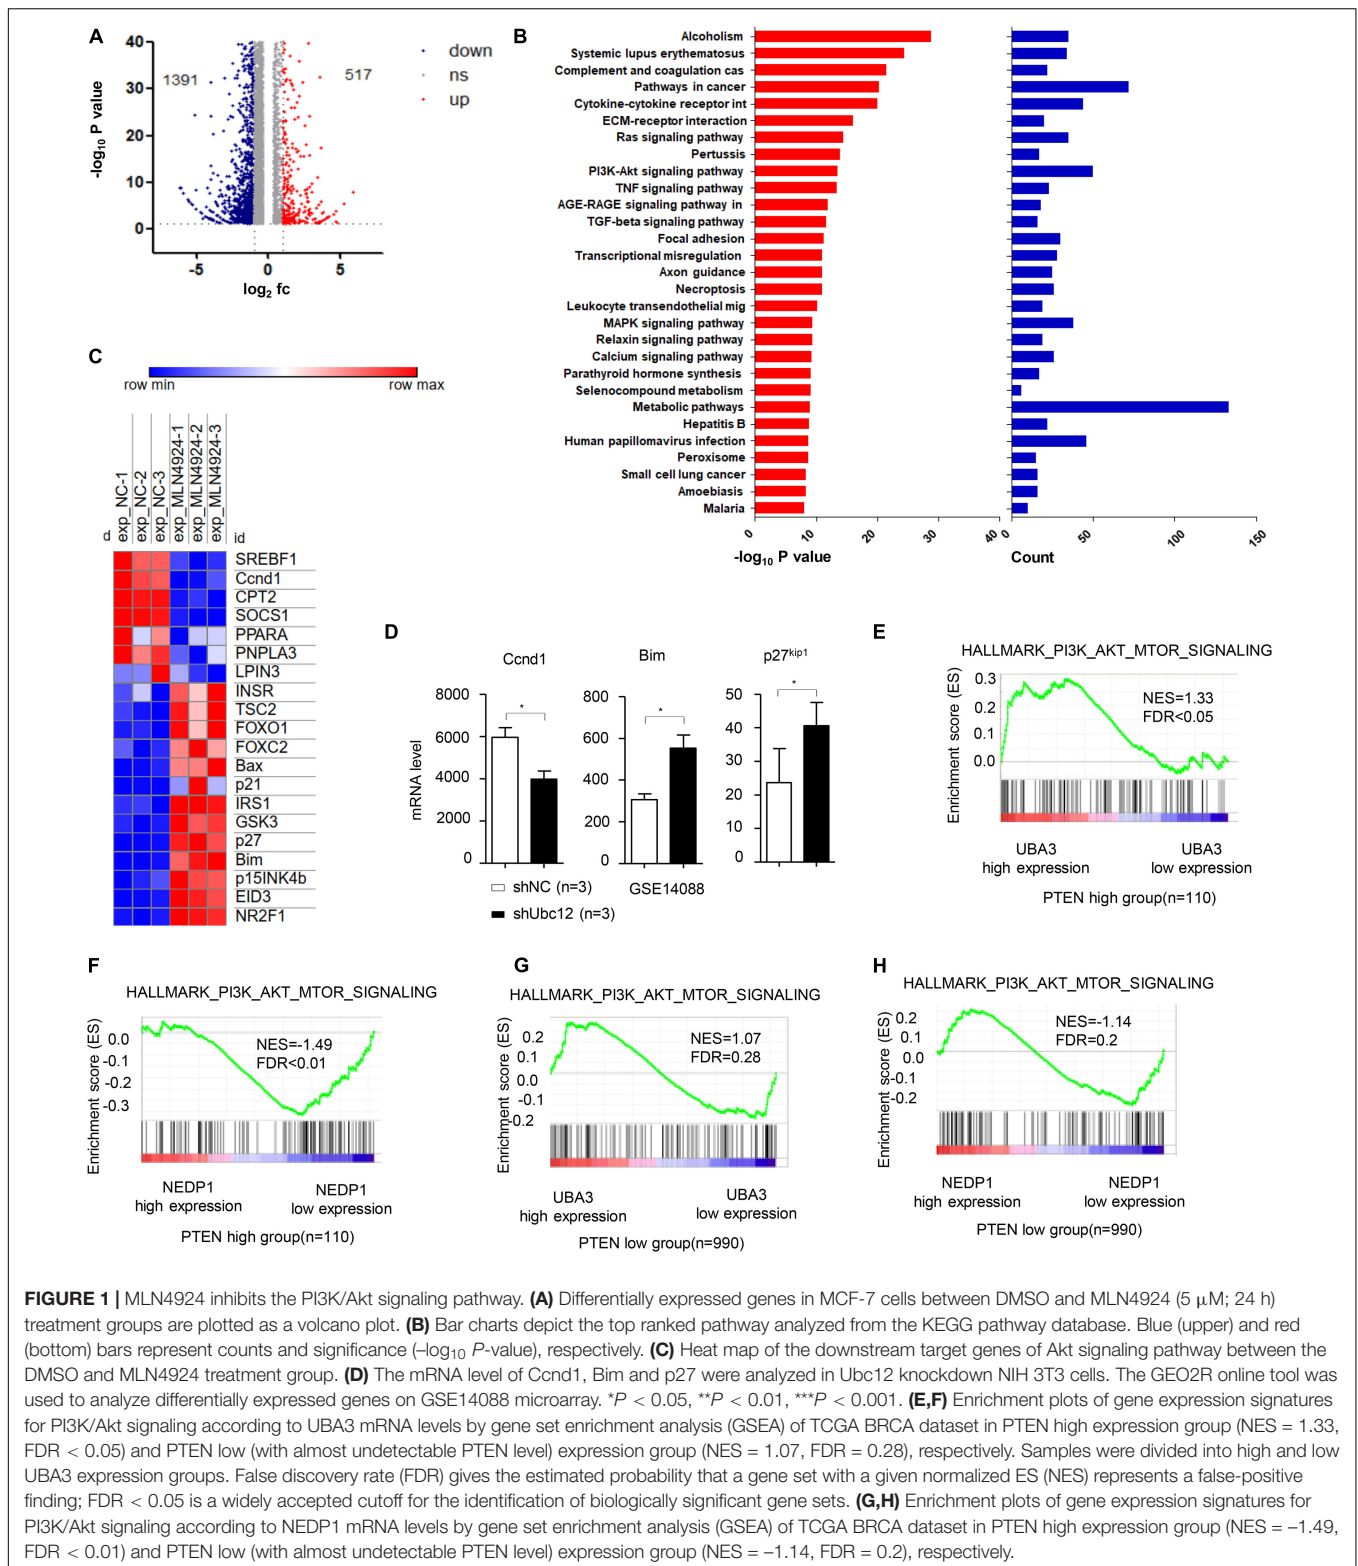 A
40
30
20
10
0
-log10 P value
1391
517
down
ns
up
-5
0
5
log2 fc
B
Alcoholism
Systemic lupus erythematosus
Complement and coagulation cas
Pathways in cancer
Cytokine-cytokine receptor int
ECM-receptor interaction
Ras signaling pathway
Pertussis
PI3K-Akt signaling pathway
TNF signaling pathway
AGE-RAGE signaling pathway in
TGF-beta signaling pathway
Focal adhesion
Transcriptional misregulation
Axon guidance
Necroptosis
Leukocyte transendothelial mig
MAPK signaling pathway
Relaxin signaling pathway
Calcium signaling pathway
Parathyroid hormone synthesis
Selenocompound metabolism
Metabolic pathways
Hepatitis B
Human papillomavirus infection
Peroxisome
Small cell lung cancer
Amoebiasis
Malaria
0 10 20 30 40
-log10 P value
0 50 100 150
Count
C
row min row max
d exp_NC-1 exp_NC-2 exp_NC-3 exp_MLN4924-1 exp_MLN4924-2 exp_MLN4924-3 id
SREBF1
Ccnd1
CPT2
SOCS1
PPARA
PNPLA3
LPIN3
INSR
TSC2
FOXO1
FOXC2
Bax
p21
IRS1
GSK3
p27
Bim
p15INK4b
EID3
NR2F1
D
Ccnd1
mRNA level
8000
6000
4000
2000
0
*
Bim
800
600
400
200
0
*
p27kip1
50
40
30
20
10
0
*
shNC (n=3)
shUbc12 (n=3)
GSE14088
E
HALLMARK_PI3K_AKT_MTOR_SIGNALING
Enrichment score (ES)
0.3
0.2
0.1
0.0
NES=1.33
FDR<0.05
UBA3 UBA3
high expression low expression
PTEN high group(n=110)
F
HALLMARK_PI3K_AKT_MTOR_SIGNALING
Enrichment score (ES)
0.0
-0.1
-0.2
-0.3
NES=-1.49
FDR<0.01
NEDP1 NEDP1
high expression low expression
PTEN high group(n=110)
G
HALLMARK_PI3K_AKT_MTOR_SIGNALING
Enrichment score (ES)
0.2
0.1
0.0
-0.1
-0.2
NES=1.07
FDR=0.28
UBA3 UBA3
high expression low expression
PTEN low group(n=990)
H
HALLMARK_PI3K_AKT_MTOR_SIGNALING
Enrichment score (ES)
0.2
0.1
0.0
-0.1
-0.2
NES=-1.14
FDR=0.2
NEDP1 NEDP1
high expression low expression
PTEN low group(n=990)
FIGURE 1 | MLN4924 inhibits the PI3K/Akt signaling pathway. (A) Differentially expressed genes in MCF-7 cells between DMSO and MLN4924 (5 μM; 24 h)
treatment groups are plotted as a volcano plot. (B) Bar charts depict the top ranked pathway analyzed from the KEGG pathway database. Blue (upper) and red
(bottom) bars represent counts and significance (–log10 P-value), respectively. (C) Heat map of the downstream target genes of Akt signaling pathway between the
DMSO and MLN4924 treatment group. (D) The mRNA level of Ccnd1, Bim and p27 were analyzed in Ubc12 knockdown NIH 3T3 cells. The GEO2R online tool was
used to analyze differentially expressed genes on GSE14088 microarray. *P < 0.05, **P < 0.01, ***P < 0.001. (E,F) Enrichment plots of gene expression signatures
for PI3K/Akt signaling according to UBA3 mRNA levels by gene set enrichment analysis (GSEA) of TCGA BRCA dataset in PTEN high expression group (NES = 1.33,
FDR < 0.05) and PTEN low (with almost undetectable PTEN level) expression group (NES = 1.07, FDR = 0.28), respectively. Samples were divided into high and low
UBA3 expression groups. False discovery rate (FDR) gives the estimated probability that a gene set with a given normalized ES (NES) represents a false-positive
finding; FDR < 0.05 is a widely accepted cutoff for the identification of biologically significant gene sets. (G,H) Enrichment plots of gene expression signatures for
PI3K/Akt signaling according to NEDP1 mRNA levels by gene set enrichment analysis (GSEA) of TCGA BRCA dataset in PTEN high expression group (NES = –1.49,
FDR < 0.01) and PTEN low (with almost undetectable PTEN level) expression group (NES = –1.14, FDR = 0.2), respectively.